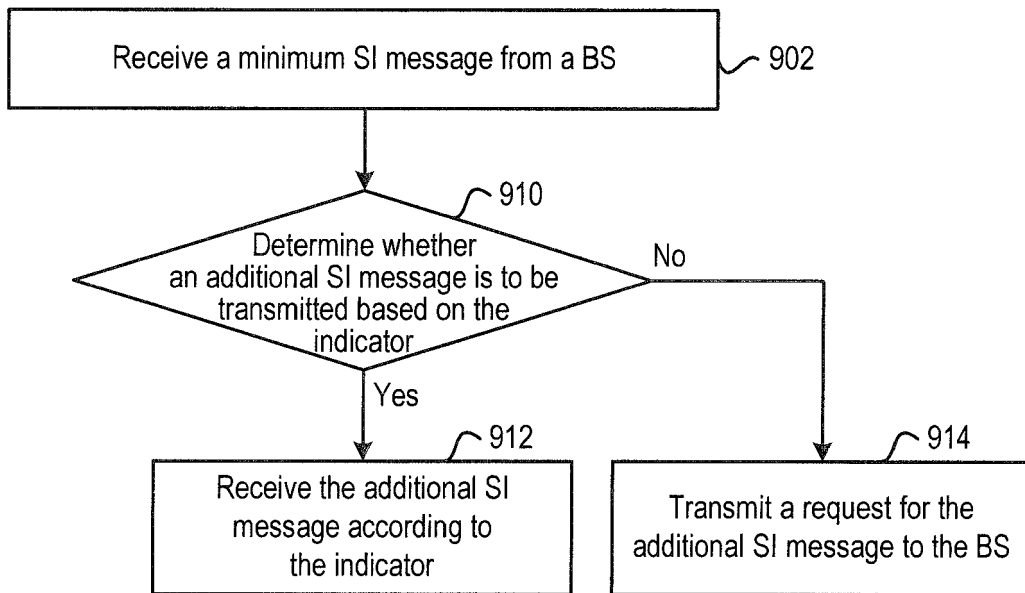 Receive a minimum SI message from a BS
902
910
Determine whether
an additional SI message is to be
transmitted based on the
indicator
No
Yes
912
Receive the additional SI
message according to
the indicator
914
Transmit a request for the
additional SI message to the BS